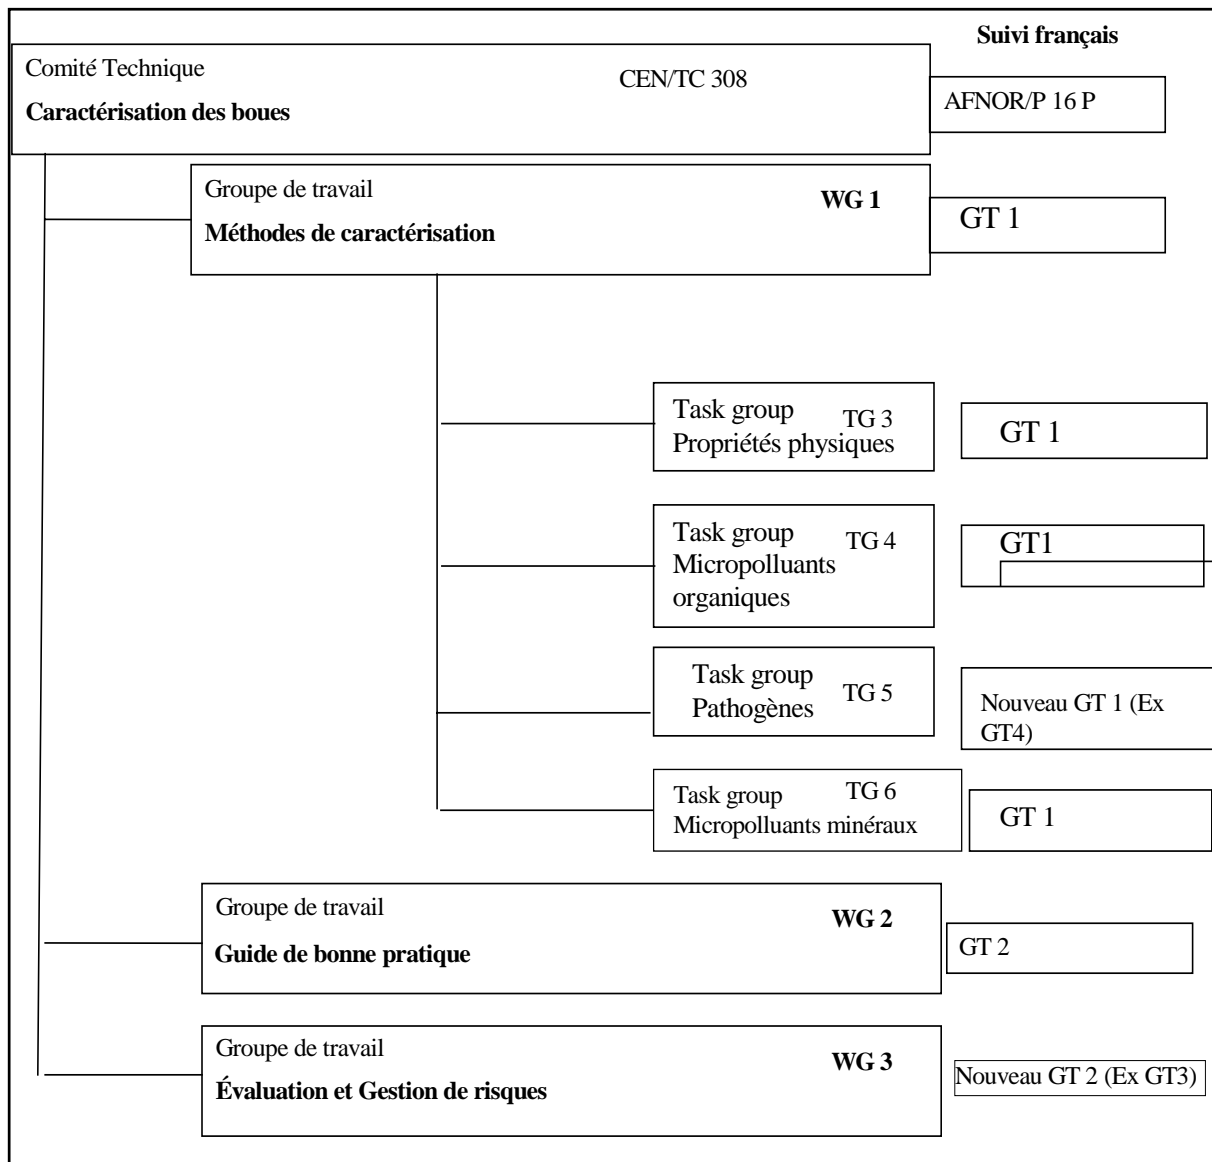 Suivi français
Comité Technique
CEN/TC 308
Caractérisation des boues
AFNOR/P 16 P
Groupe de travail
WG 1
Méthodes de caractérisation
GT 1
Task group
TG 3
Propriétés physiques
GT 1
Task group
TG 4
Micropolluants
organiques
GT1
Task group
TG 5
Pathogènes
Nouveau GT 1 (Ex
GT4)
Task group
TG 6
Micropolluants minéraux
GT 1
Groupe de travail
WG 2
Guide de bonne pratique
GT 2
Groupe de travail
WG 3
Évaluation et Gestion de risques
Nouveau GT 2 (Ex GT3)